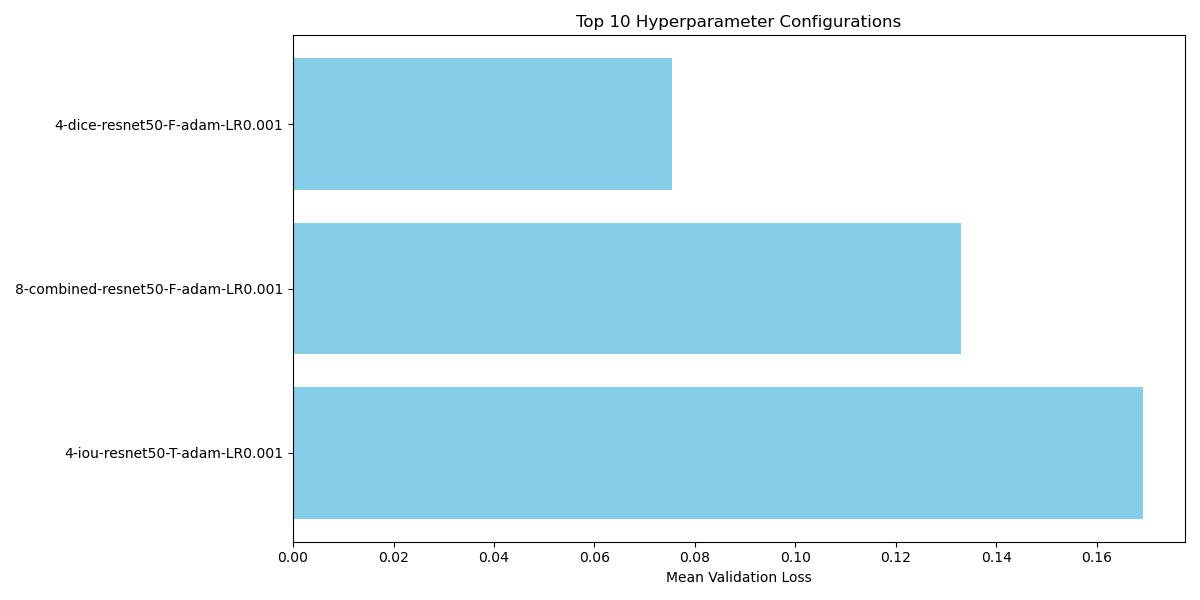 Top 10 Hyperparameter Configurations
4-dice-resnet50-F-adam-LR0.001
8-combined-resnet50-F-adam-LR0.001
4-iou-resnet50-T-adam-LR0.001
0.00 0.02 0.04 0.06 0.08 0.10 0.12 0.14 0.16
Mean Validation Loss